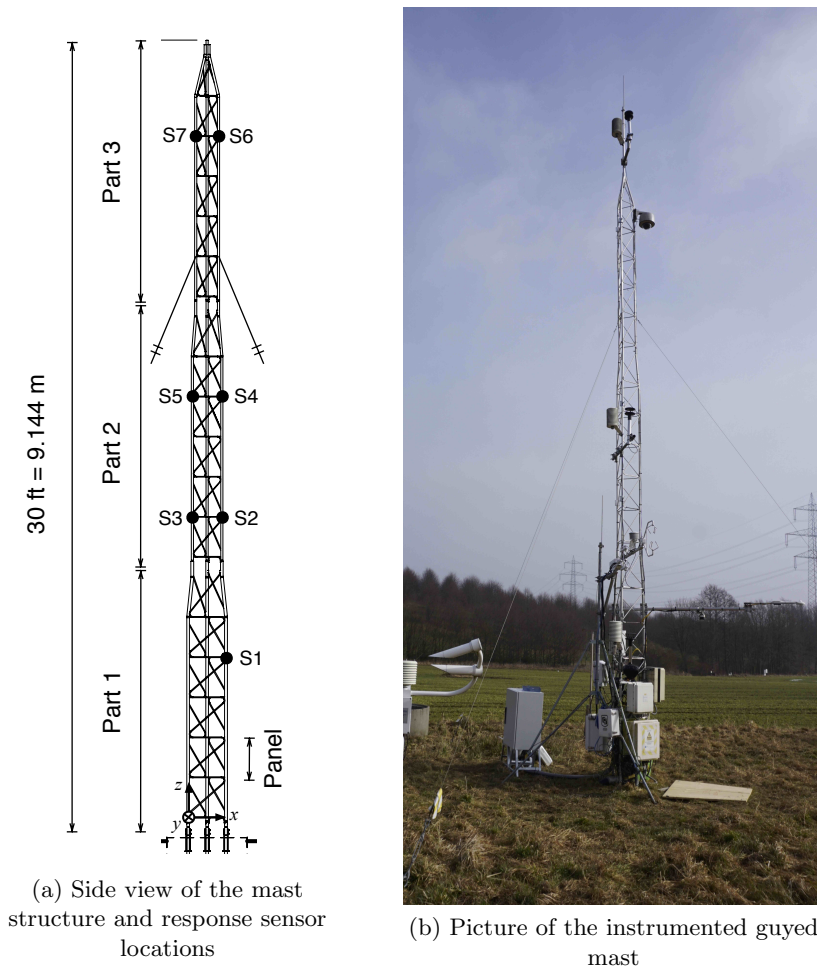 S7
S6
Part 3
S5
S4
Part 2
30 ft = 9.144 m
S3
S2
S1
Part 1
Panel
z
y
x
(a) Side view of the mast
structure and response sensor
locations
(b) Picture of the instrumented guyed
mast